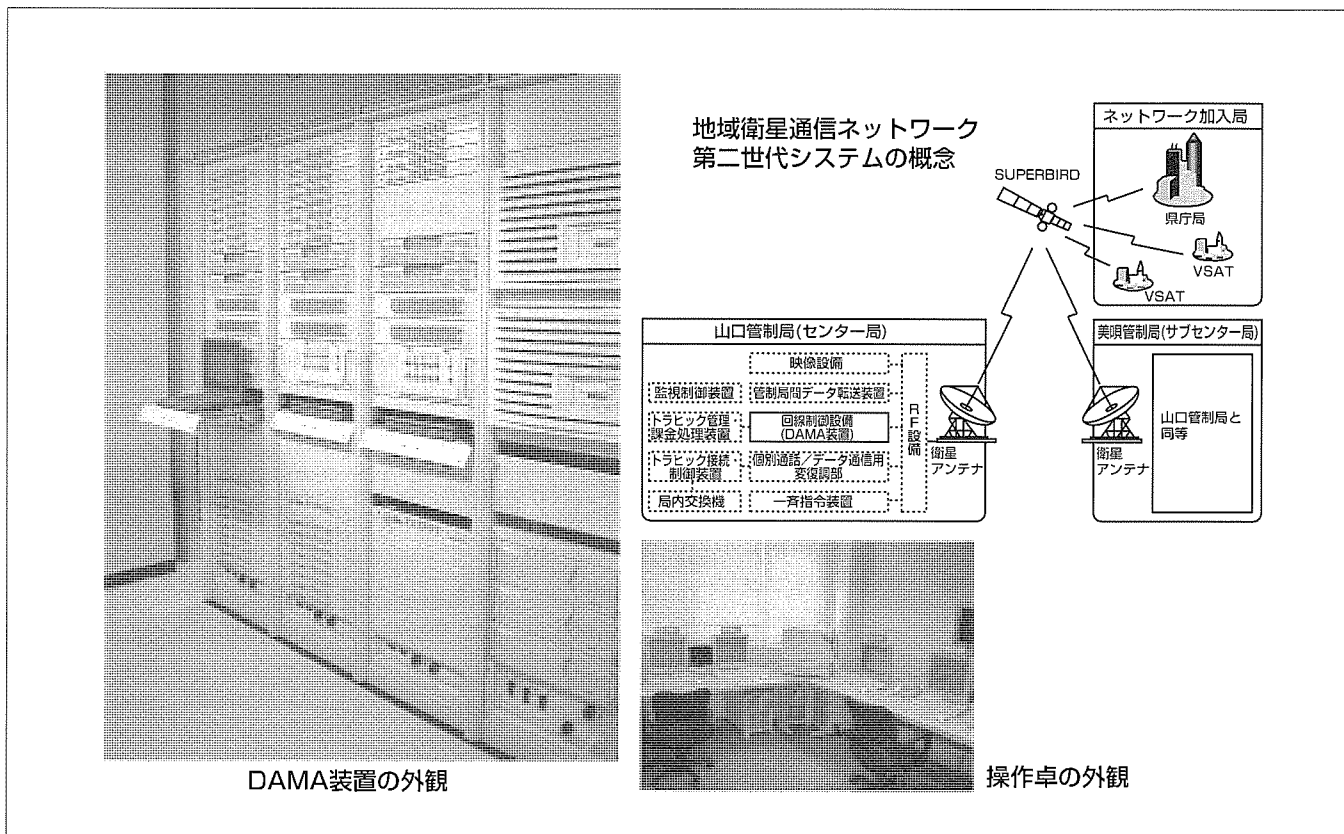 地域衛星通信ネットワーク
第二世代システムの概念
SUPERBIRD
ネットワーク加入局
県庁局
VSAT
VSAT
山口管制局(センター局)
映像設備
監視制御装置
管制局間データ転送装置
トラヒック管理・
課金処理装置
回線制御設備
(DAMA装置)
トラヒック接続
制御装置
個別通話/データ通信用
変復調部
局内交換機
一斉指令装置
RF設備
衛星
アンテナ
美唄管制局(サブセンター局)
衛星
アンテナ
山口管制局と
同等
DAMA装置の外観
操作卓の外観